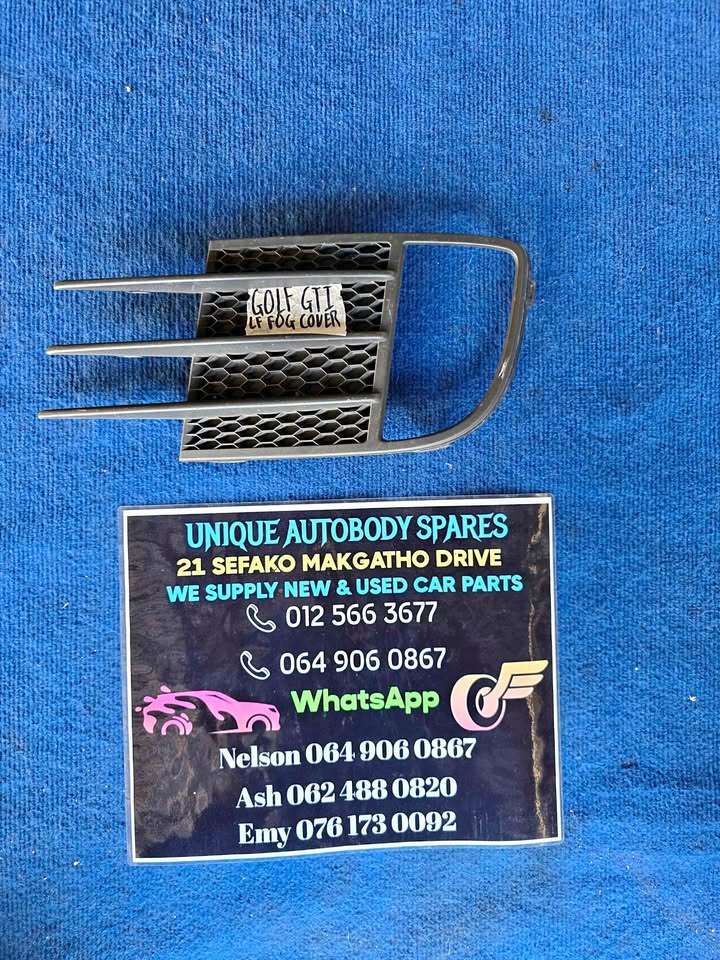 GOLF GTI
LF FOG COVER
UNIQUE AUTOBODY SPARES
21 SEFAKO MAKGATHO DRIVE
WE SUPPLY NEW & USED CAR PARTS
012 566 3677
064 906 0867
WhatsApp
Nelson 064 906 0867
Ash 062 488 0820
Emy 076 173 0092